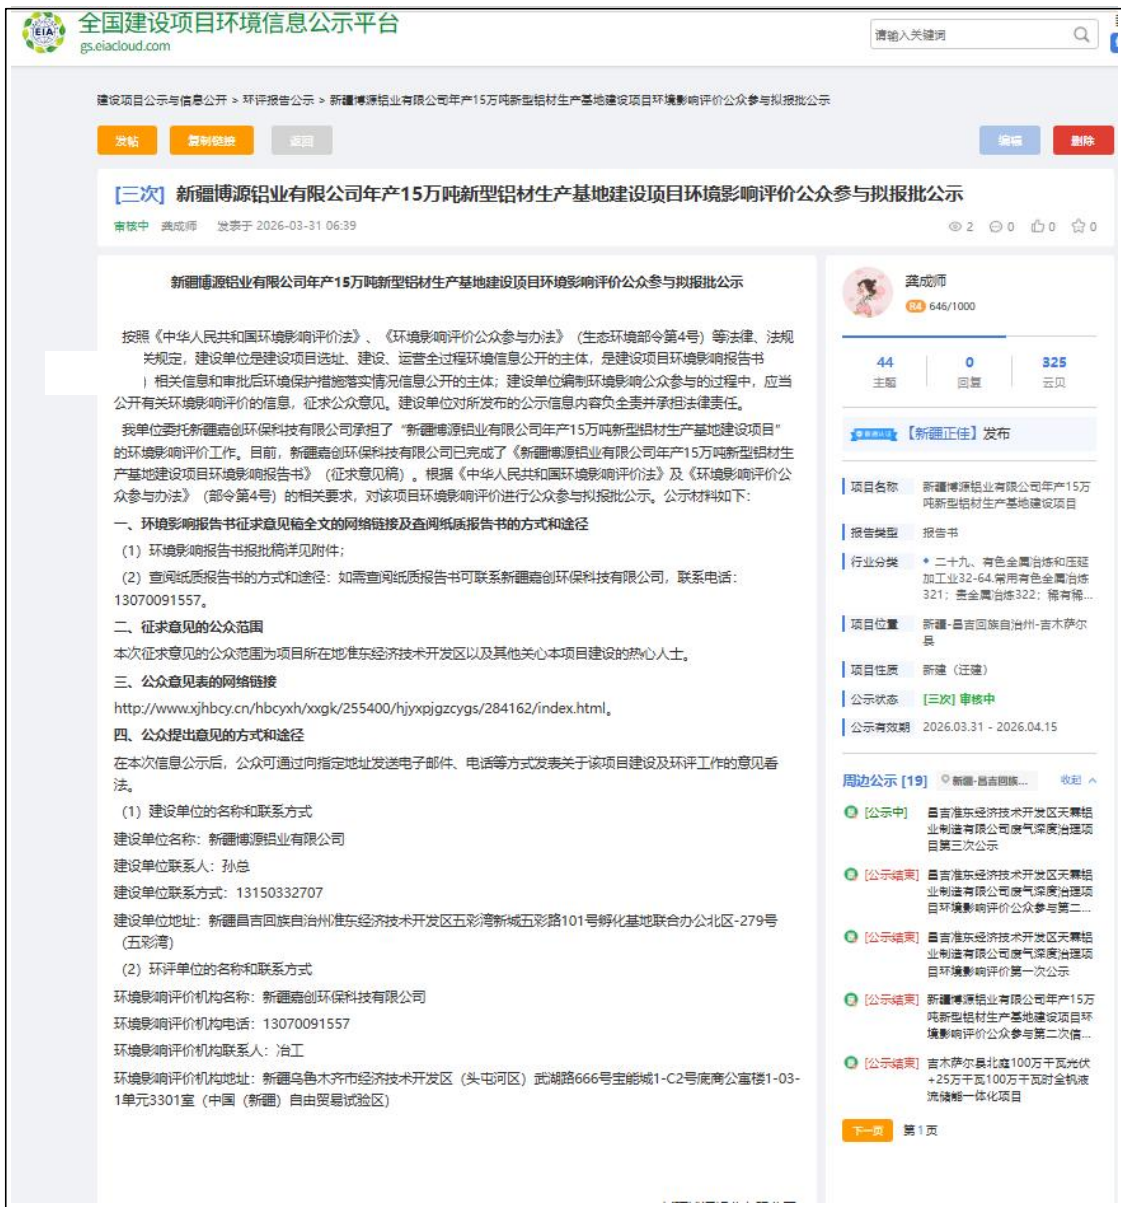 全国建设项目环境信息公示平台
gs.eiacloud.com
请输入关键词
建设项目公示与信息公开 > 环评报告公示 > 新疆博源铝业有限公司年产15万吨新型铝材生产基地建设项目环境影响评价公众参与拟报批公示
发帖 复制链接 返回 编辑 删除
[三次] 新疆博源铝业有限公司年产15万吨新型铝材生产基地建设项目环境影响评价公众参与拟报批公示
审核中 龚成师 发表于 2026-03-31 06:39
2 0 0 0
新疆博源铝业有限公司年产15万吨新型铝材生产基地建设项目环境影响评价公众参与拟报批公示
按照《中华人民共和国环境影响评价法》、《环境影响评价公众参与办法》（生态环境部令第4号）等法律、法规
关规定，建设单位是建设项目选址、建设、运营全过程环境信息公开的主体，是建设项目环境影响报告书
）相关信息和审批后环境保护措施落实情况信息公开的主体；建设单位编制环境影响公众参与的过程中，应当
公开有关环境影响评价的信息，征求公众意见。建设单位对所发布的公示信息内容负全责并承担法律责任。
我单位委托新疆嘉创环保科技有限公司承担了“新疆博源铝业有限公司年产15万吨新型铝材生产基地建设项目”
的环境影响评价工作。目前，新疆嘉创环保科技有限公司已完成了《新疆博源铝业有限公司年产15万吨新型铝材生
产基地建设项目环境影响报告书》（征求意见稿）。根据《中华人民共和国环境影响评价法》及《环境影响评价公
众参与办法》（部令第4号）的相关要求，对该项目环境影响评价进行公众参与拟报批公示。公示材料如下：
一、环境影响报告书征求意见稿全文的网络链接及查阅纸质报告书的方式和途径
（1）环境影响报告书报批稿详见附件；
（2）查阅纸质报告书的方式和途径：如需查阅纸质报告书可联系新疆嘉创环保科技有限公司，联系电话：
13070091557。
二、征求意见的公众范围
本次征求意见的公众范围为项目所在地准东经济技术开发区以及其他关心本项目建设的热心人士。
三、公众意见表的网络链接
http://www.xjhbcy.cn/hbcyxh/xxgk/255400/hjyxpjgzcygs/284162/index.html。
四、公众提出意见的方式和途径
在本次信息公示后，公众可通过向指定地址发送电子邮件、电话等方式发表关于该项目建设及环评工作的意见看
法。
（1）建设单位的名称和联系方式
建设单位名称：新疆博源铝业有限公司
建设单位联系人：孙总
建设单位联系方式：13150332707
建设单位地址：新疆昌吉回族自治州准东经济技术开发区五彩湾新城五彩路101号孵化基地联合办公北区-279号
（五彩湾）
（2）环评单位的名称和联系方式
环境影响评价机构名称：新疆嘉创环保科技有限公司
环境影响评价机构电话：13070091557
环境影响评价机构联系人：冶工
环境影响评价机构地址：新疆乌鲁木齐市经济技术开发区（头屯河区）武湖路666号宝能城1-C2号底商公寓楼1-03-
1单元3301室（中国（新疆）自由贸易试验区）
龚成师
R4 646/1000
44 0 325
主题 回复 云贝
【新疆正佳】发布
项目名称 新疆博源铝业有限公司年产15万
吨新型铝材生产基地建设项目
报告类型 报告书
行业分类 二十九、有色金属冶炼和压延
加工业32-64.常用有色金属冶炼
321；贵金属冶炼322；稀有稀...
项目位置 新疆-昌吉回族自治州-吉木萨尔
县
项目性质 新建（迁建）
公示状态 [三次] 审核中
公示有效期 2026.03.31 - 2026.04.15
周边公示 [19] 新疆-昌吉回族... 收起
[公示中] 昌吉准东经济技术开发区天霖铝
业制造有限公司废气深度治理项
目第三次公示
[公示结束] 昌吉准东经济技术开发区天霖铝
业制造有限公司废气深度治理项
目环境影响评价公众参与第二...
[公示结束] 昌吉准东经济技术开发区天霖铝
业制造有限公司废气深度治理项
目环境影响评价第一次公示
[公示结束] 新疆博源铝业有限公司年产15万
吨新型铝材生产基地建设项目环
境影响评价公众参与第二次信...
[公示结束] 吉木萨尔县北庭100万千瓦光伏
+25万千瓦100万千瓦时全钒液
流储能一体化项目
下一页 第1页